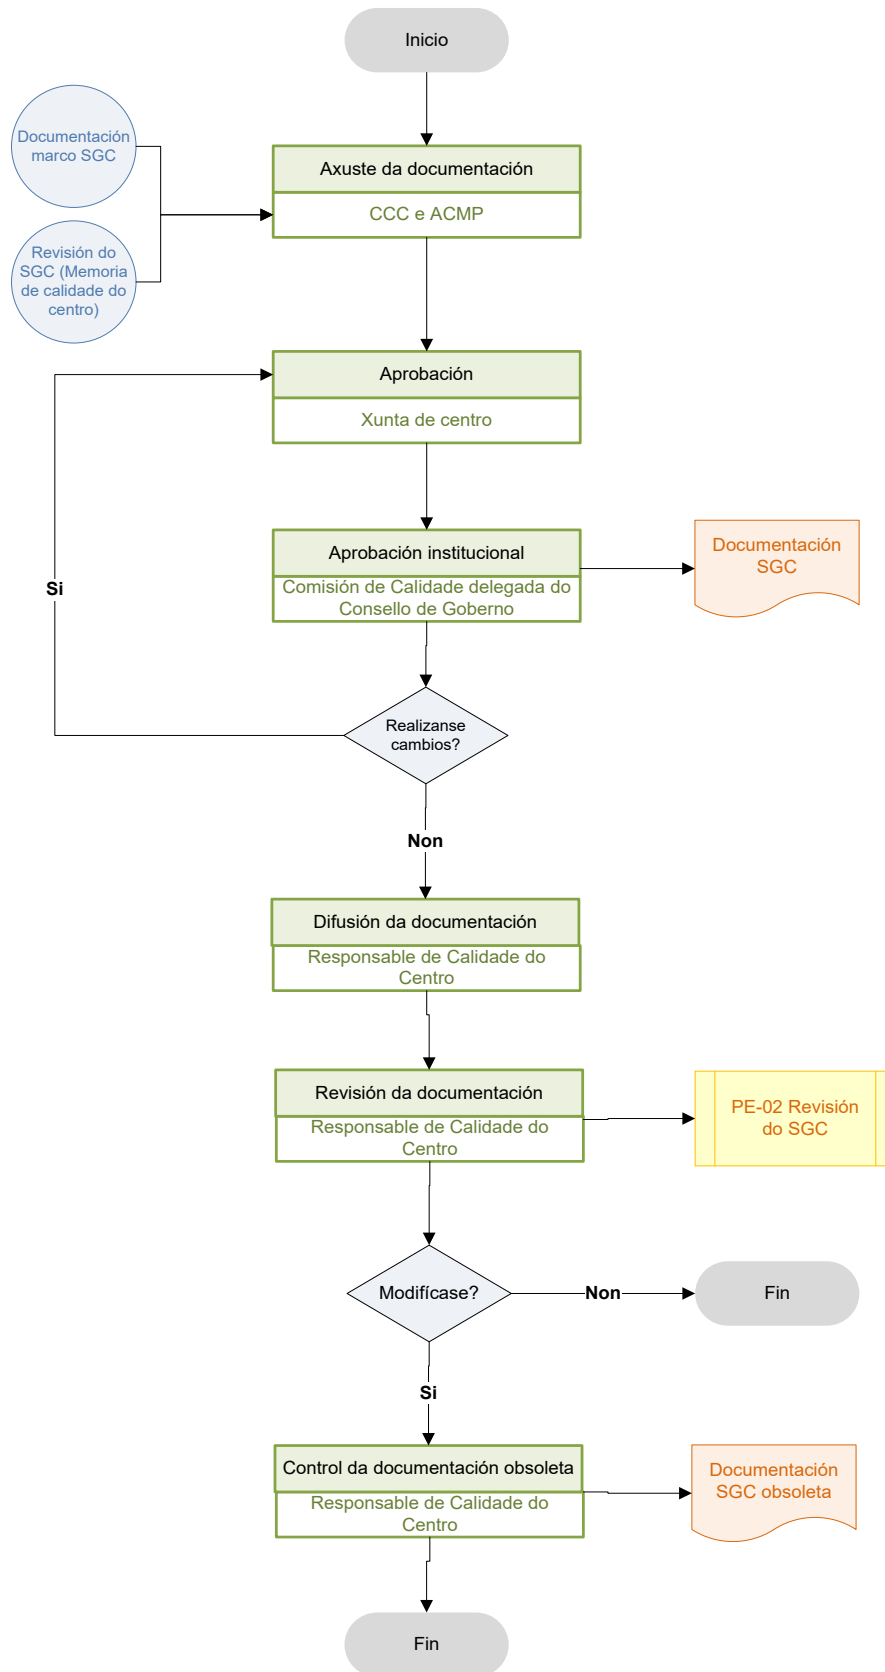 Inicio
Documentación
marco SGC
Axuste da documentación
CCC e ACMP
Revisión do
SGC (Memoria
de calidade do
centro)
Aprobación
Xunta de centro
Aprobación institucional
Comisión de Calidade delegada do
Consello de Goberno
Documentación
SGC
Si
Realizanse
cambios?
Non
Difusión da documentación
Responsable de Calidade do
Centro
Revisión da documentación
Responsable de Calidade do
Centro
PE-02 Revisión
do SGC
Modifícase?
Non
Fin
Si
Control da documentación obsoleta
Responsable de Calidade do
Centro
Documentación
SGC obsoleta
Fin